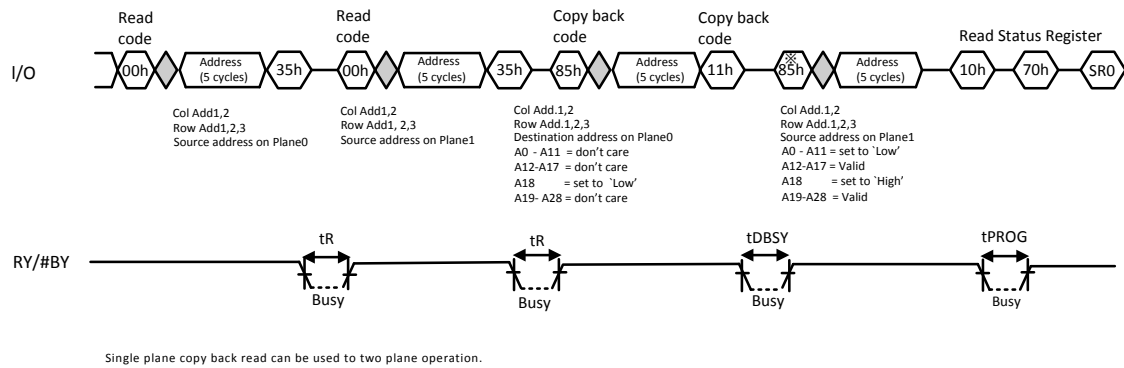 Read code
Read code
Copy back code
Copy back code
Read Status Register
I/O
00h
Address (5 cycles)
35h
00h
Address (5 cycles)
35h
85h
Address (5 cycles)
11h
※
85h
Address (5 cycles)
10h
70h
SR0
Col Add1,2
Row Add1,2,3
Source address on Plane0
Col Add1,2
Row Add1, 2,3
Source address on Plane1
Col Add.1,2
Row Add.1,2,3
Destination address on Plane0
A0 - A11 = don't care
A12-A17 = don't care
A18 = set to `Low'
A19- A28 = don't care
Col Add.1,2
Row Add.1,2,3
Source address on Plane1
A0 - A11 = set to `Low'
A12-A17 = Valid
A18 = set to `High'
A19-A28 = Valid
RY/#BY
tR
Busy
tR
Busy
tDBSY
Busy
tPROG
Busy
Single plane copy back read can be used to two plane operation.